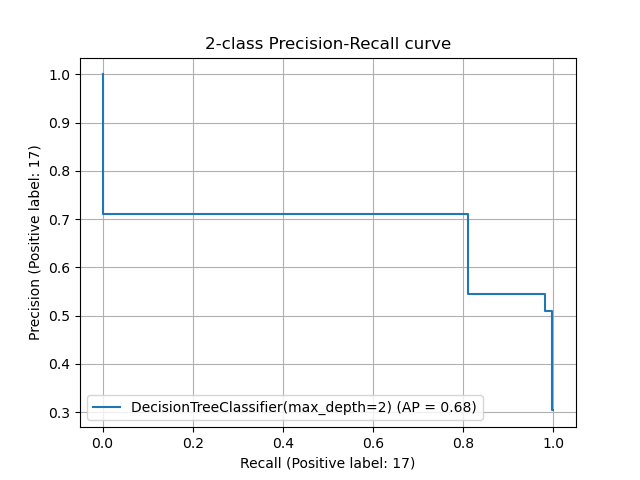 2-class Precision-Recall curve
Precision (Positive label: 17)
1.0
0.9
0.8
0.7
0.6
0.5
0.4
0.3
DecisionTreeClassifier(max_depth=2) (AP = 0.68)
0.0 0.2 0.4 0.6 0.8 1.0
Recall (Positive label: 17)